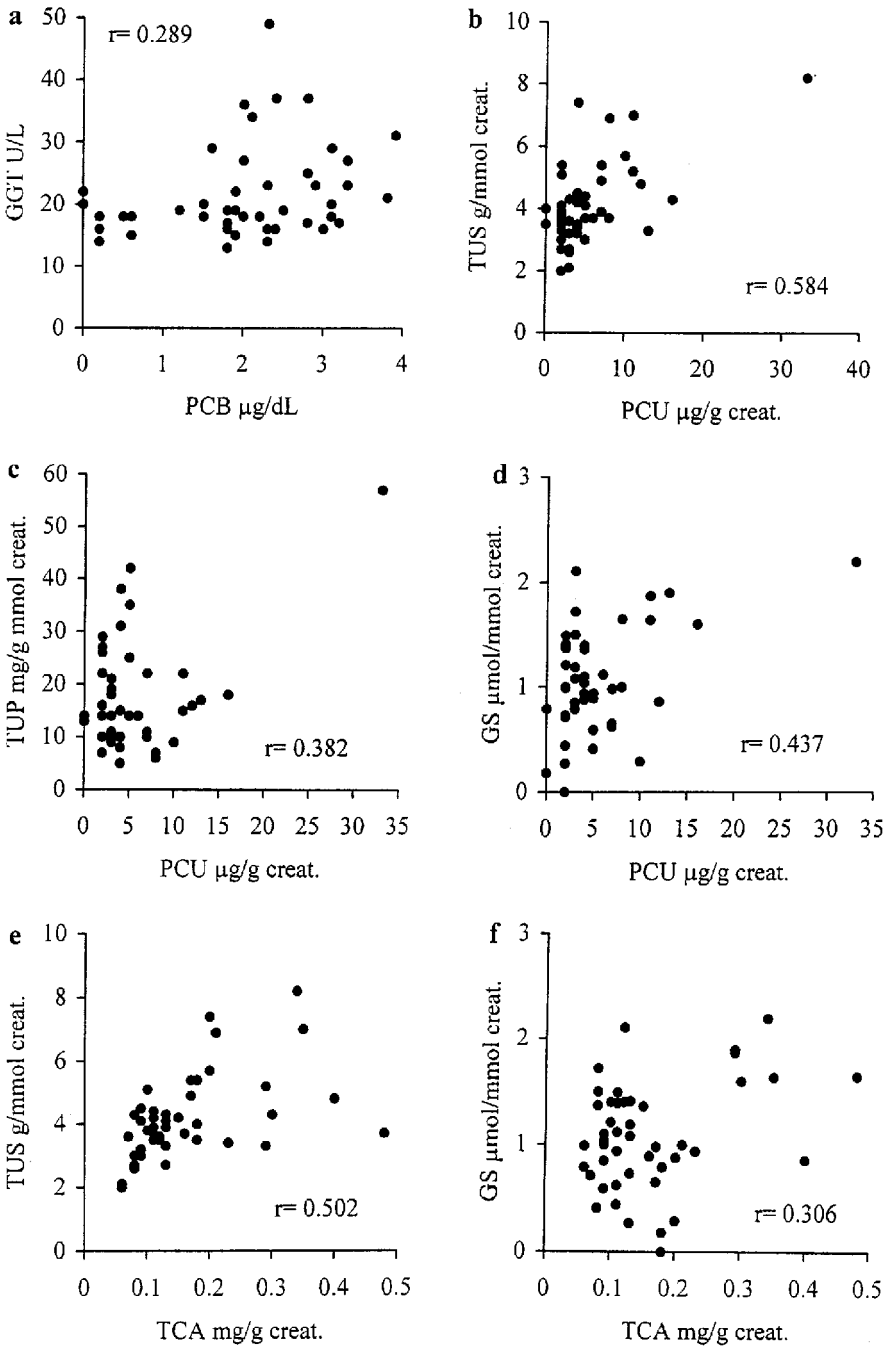 a
r= 0.289
50
40
30
20
10
0
GGT U/L
0 1 2 3 4
PCB µg/dL
b
10
8
6
4
2
0
TUS g/mmol creat.
r= 0.584
0 10 20 30 40
PCU µg/g creat.
c
60
50
40
30
20
10
0
TUP mg/g mmol creat.
r= 0.382
0 5 10 15 20 25 30 35
PCU µg/g creat.
d
3
2
1
0
GS µmol/mmol creat.
r= 0.437
0 5 10 15 20 25 30 35
PCU µg/g creat.
e
10
8
6
4
2
0
TUS g/mmol creat.
r= 0.502
0 0.1 0.2 0.3 0.4 0.5
TCA mg/g creat.
f
3
2
1
0
GS µmol/mmol creat.
r= 0.306
0 0.1 0.2 0.3 0.4 0.5
TCA mg/g creat.